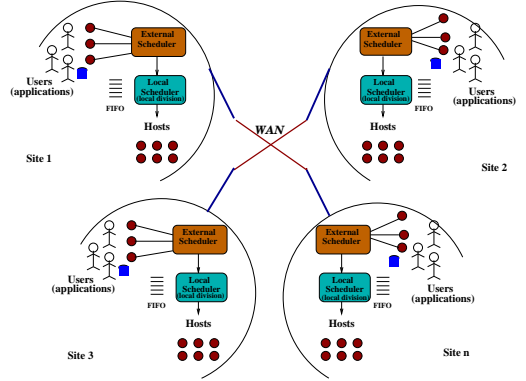 External
Scheduler
Users
(applications)
Local
Scheduler
(local division)
FIFO
Hosts
Site 1
External
Scheduler
Users
(applications)
Local
Scheduler
(local division)
FIFO
Hosts
Site 2
WAN
External
Scheduler
Users
(applications)
Local
Scheduler
(local division)
FIFO
Hosts
Site 3
External
Scheduler
Users
(applications)
Local
Scheduler
(local division)
FIFO
Hosts
Site n